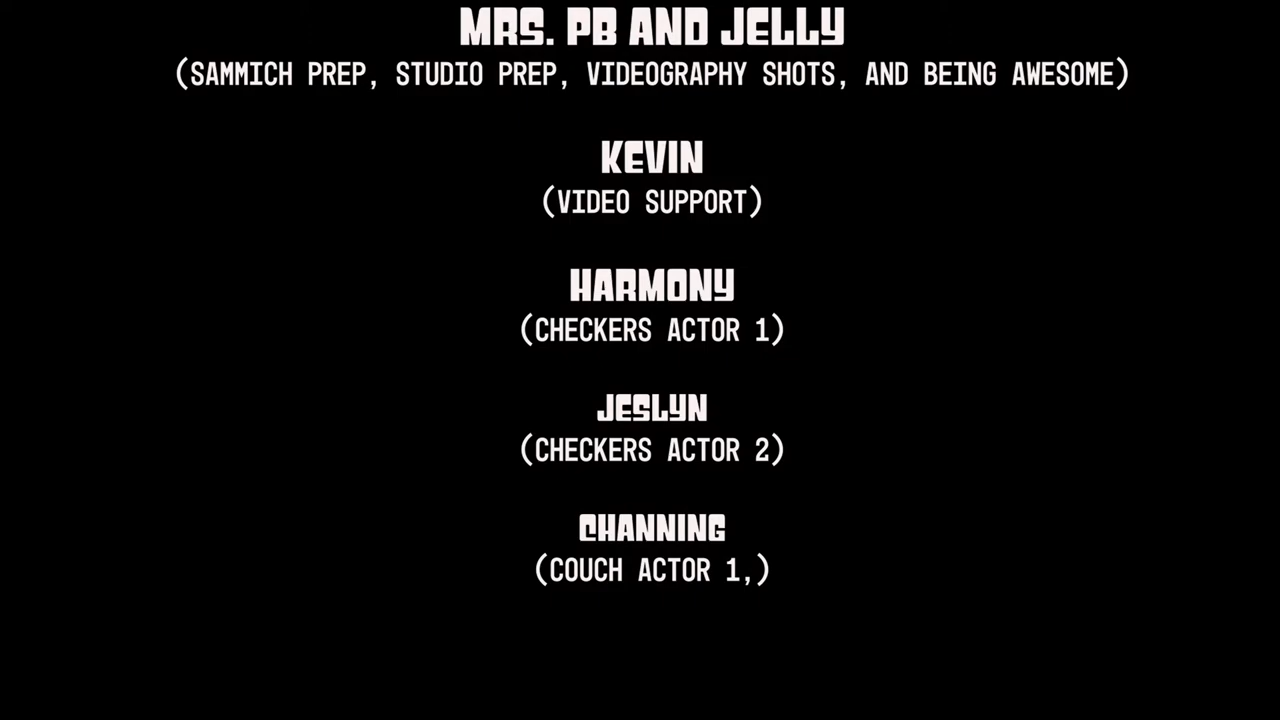 MRS. PB AND JELLY
(SAMMICH PREP, STUDIO PREP, VIDEOGRAPHY SHOTS, AND BEING AWESOME)
KEVIN
(VIDEO SUPPORT)
HARMONY
(CHECKERS ACTOR 1)
JESLYN
(CHECKERS ACTOR 2)
CHANNING
(COUCH ACTOR 1,)